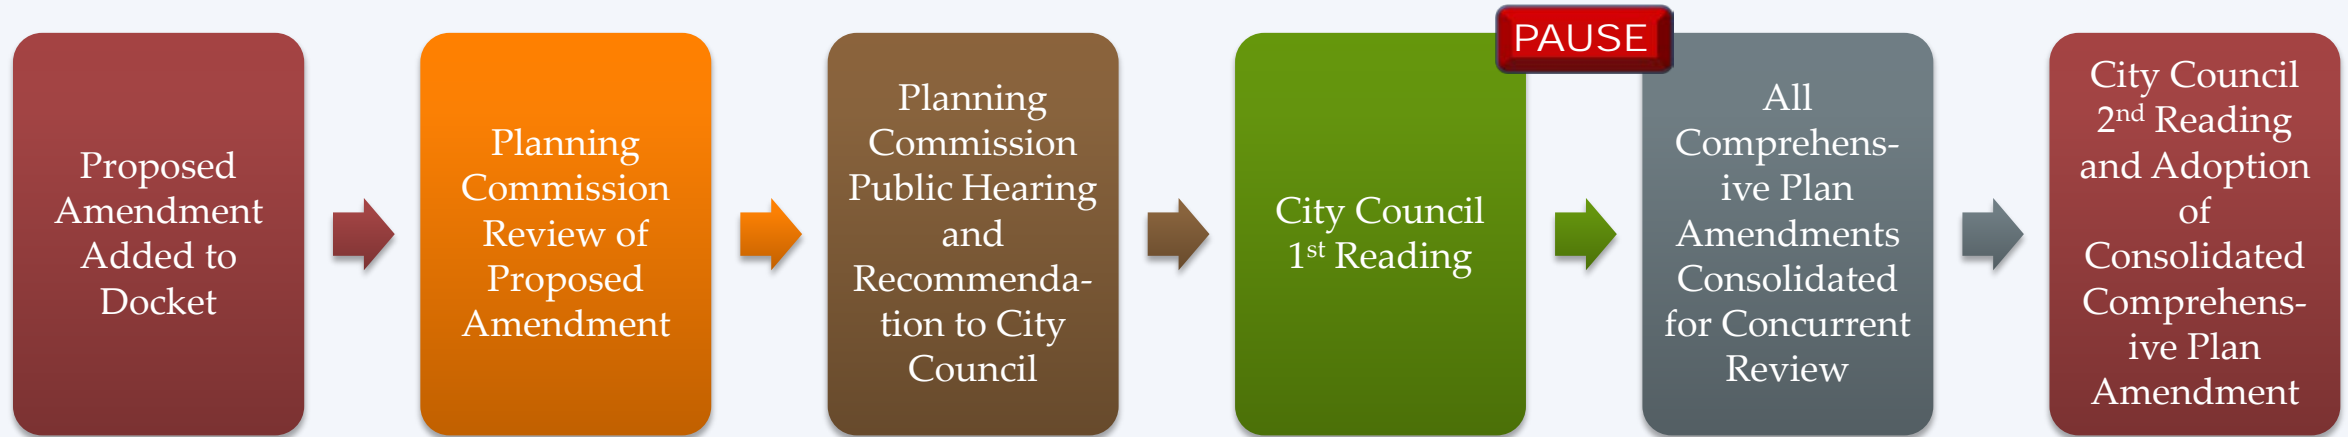 Proposed
Amendment
Added to
Docket
Planning
Commission
Review of
Proposed
Amendment
Planning
Commission
Public Hearing
and
Recommenda-
tion to City
Council
City Council
1st Reading
PAUSE
All
Comprehens-
ive Plan
Amendments
Consolidated
for Concurrent
Review
City Council
2nd Reading
and Adoption
of
Consolidated
Comprehens-
ive Plan
Amendment